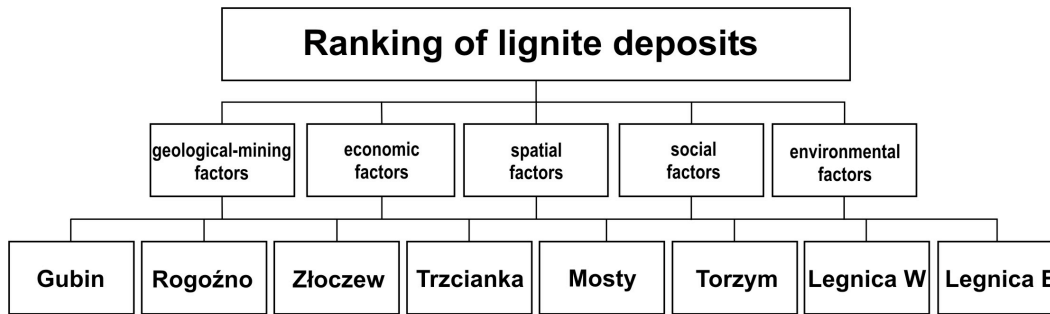 Ranking of lignite deposits
geological-mining
factors
economic
factors
spatial
factors
social
factors
environmental
factors
Gubin
Rogoźno
Złoczew
Trzcianka
Mosty
Torzym
Legnica W
Legnica E